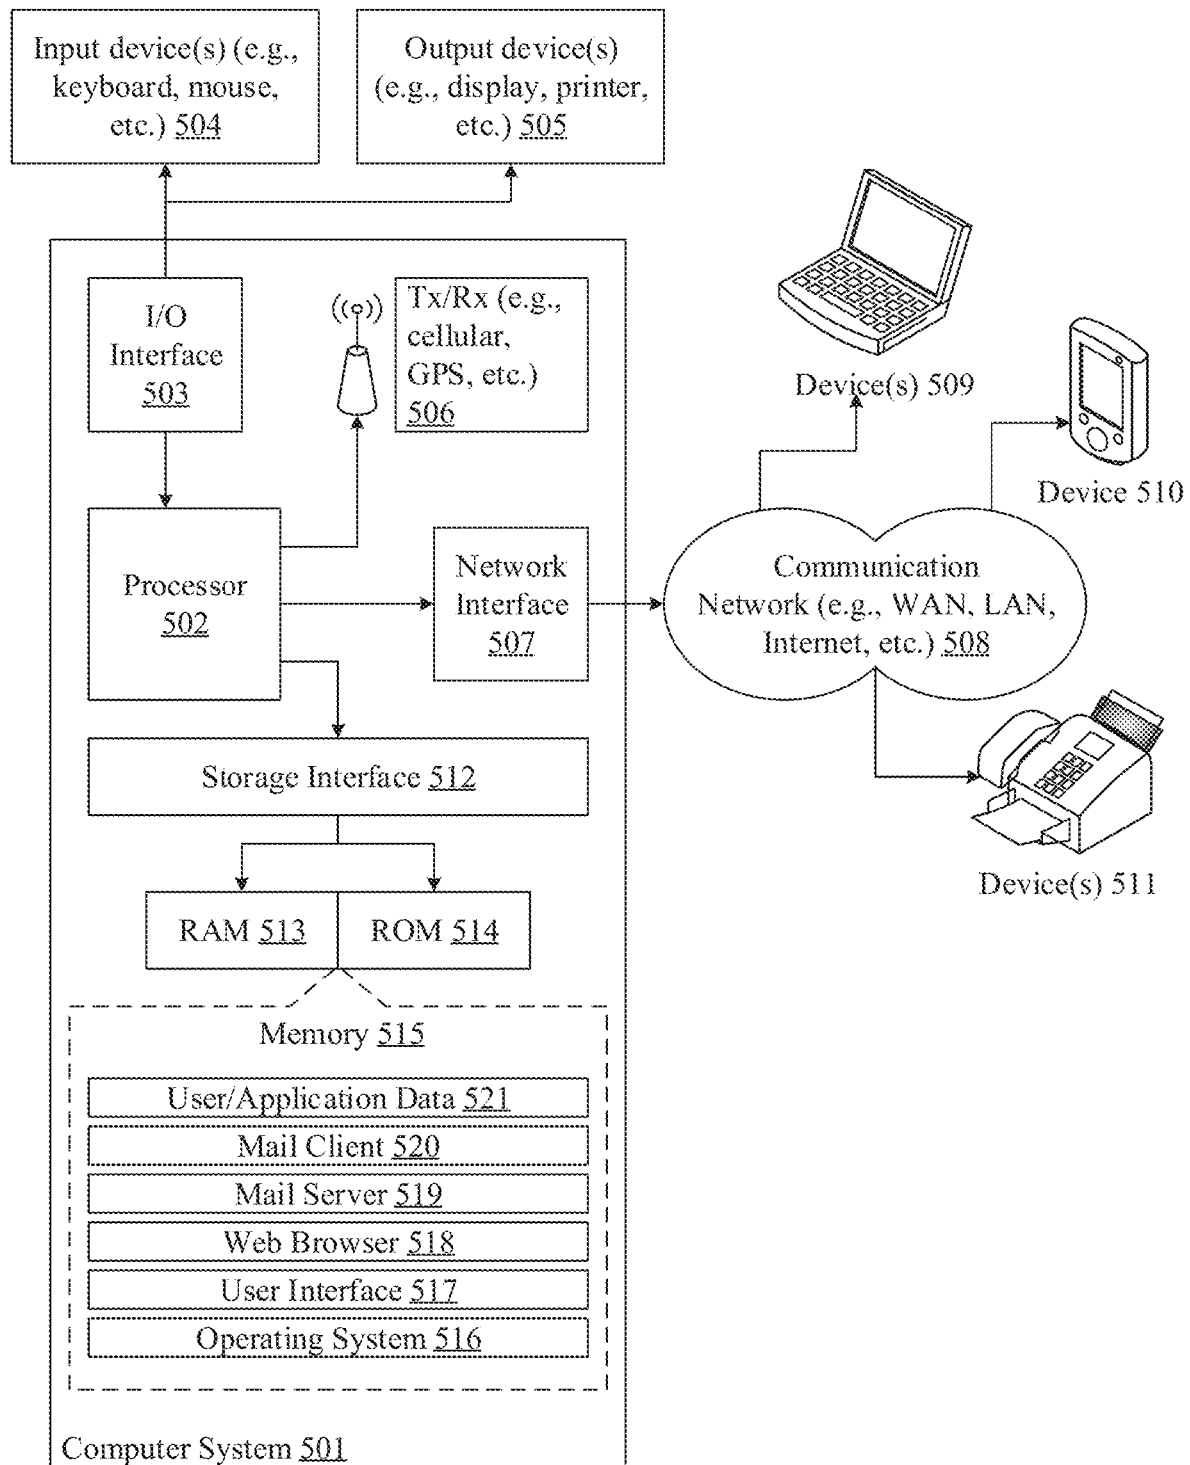 Input device(s) (e.g.,
keyboard, mouse,
etc.) 504
Output device(s)
(e.g., display, printer,
etc.) 505
I/O
Interface
503
Tx/Rx (e.g.,
cellular,
GPS, etc.)
506
Device(s) 509
Device 510
Processor
502
Network
Interface
507
Communication
Network (e.g., WAN, LAN,
Internet, etc.) 508
Storage Interface 512
Device(s) 511
RAM 513
ROM 514
Memory 515
User/Application Data 521
Mail Client 520
Mail Server 519
Web Browser 518
User Interface 517
Operating System 516
Computer System 501